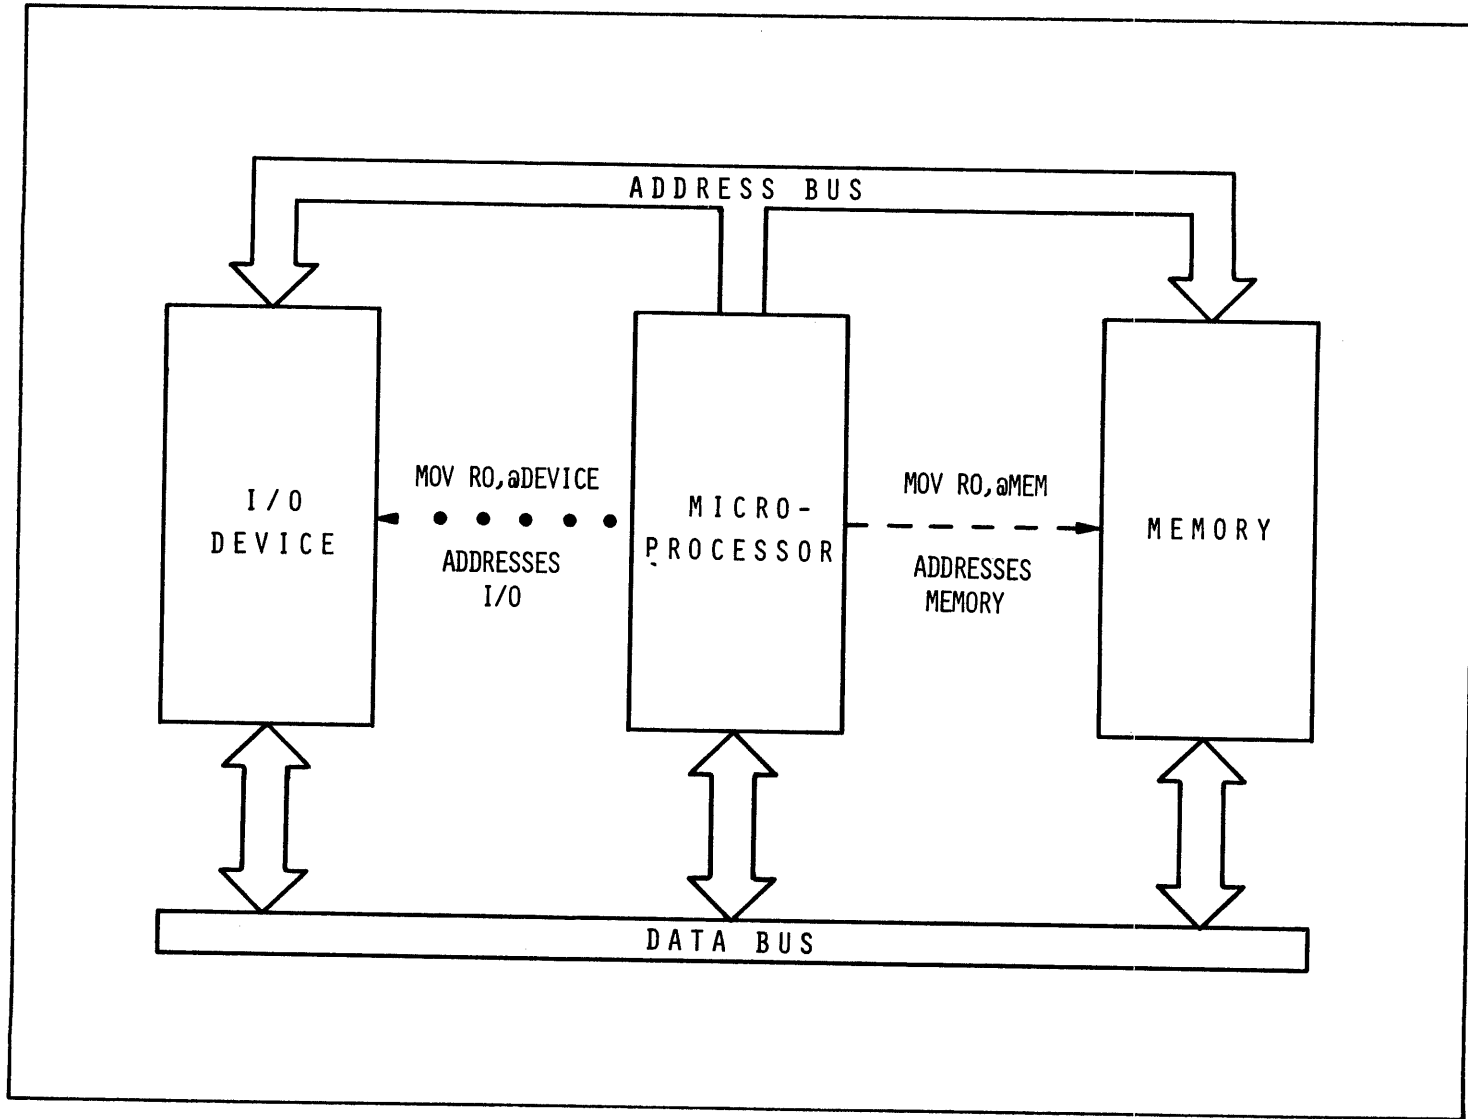 ADDRESS BUS
I/O
DEVICE
MOV RO,@DEVICE
ADDRESSES
I/O
MICRO-
PROCESSOR
MOV RO,@MEM
ADDRESSES
MEMORY
MEMORY
DATA BUS